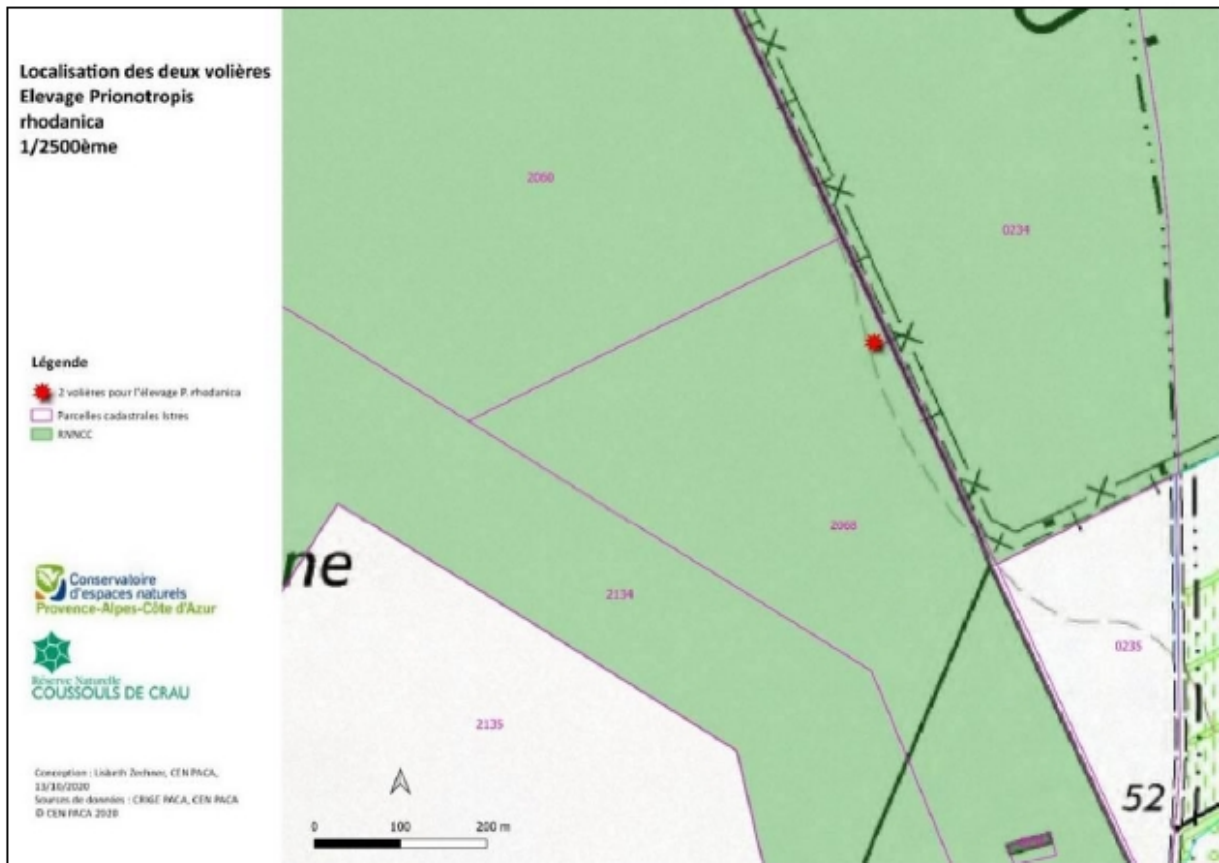 Localisation des deux volières
Elevage Prionotropis
rhodanica
1/2500ème
Légende
2 volières pour l'élevage P. rhodanica
Parcelles cadastrales Istres
RNNCC
Conservatoire
d'espaces naturels
Provence-Alpes-Côte d'Azur
Réserve Naturelle
COUSSOULS DE CRAU
Conception : Lisbeth Zechner, CEN PACA,
13/10/2020
Sources de données : CRIGE PACA, CEN PACA
© CEN PACA 2020
2060
0234
2068
ne
2134
0235
2135
52
0 100 200 m